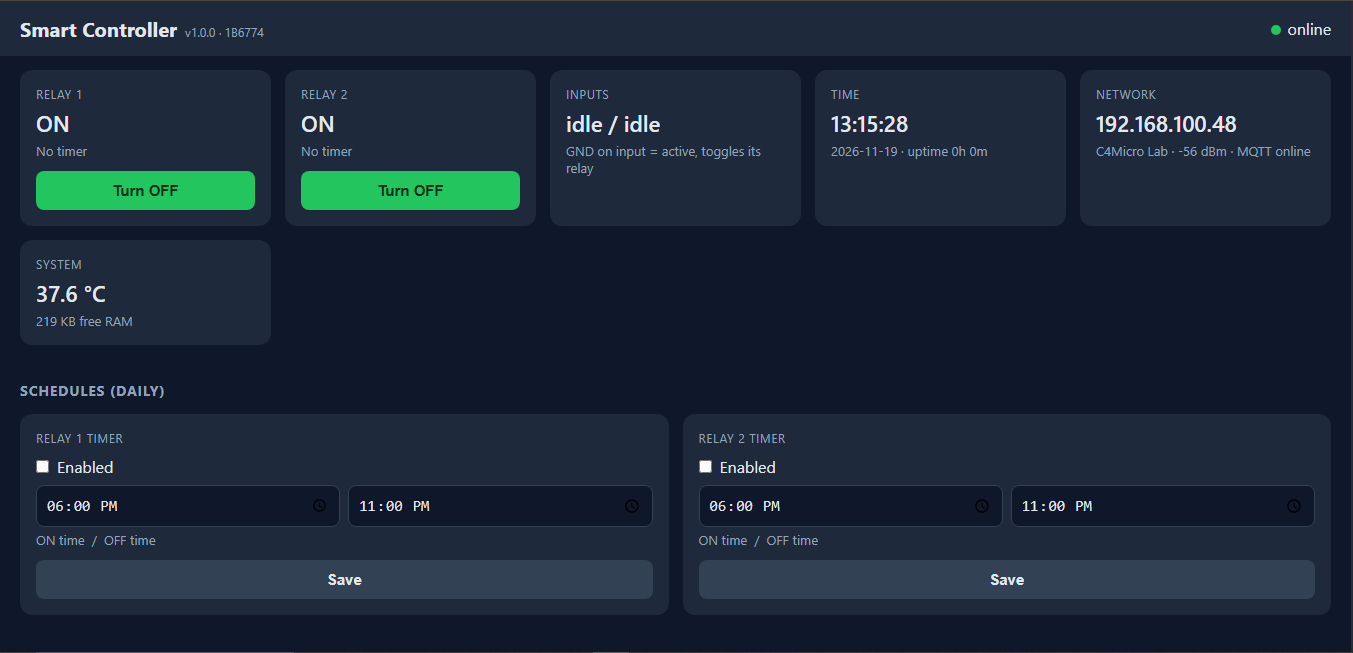 Smart Controller v1.0.0 · 1B6774
online
RELAY 1
ON
No timer
Turn OFF
RELAY 2
ON
No timer
Turn OFF
INPUTS
idle / idle
GND on input = active, toggles its
relay
TIME
13:15:28
2026-11-19 · uptime 0h 0m
NETWORK
192.168.100.48
C4Micro Lab · -56 dBm · MQTT online
SYSTEM
37.6 °C
219 KB free RAM
SCHEDULES (DAILY)
RELAY 1 TIMER
Enabled
06:00 PM
11:00 PM
ON time / OFF time
Save
RELAY 2 TIMER
Enabled
06:00 PM
11:00 PM
ON time / OFF time
Save